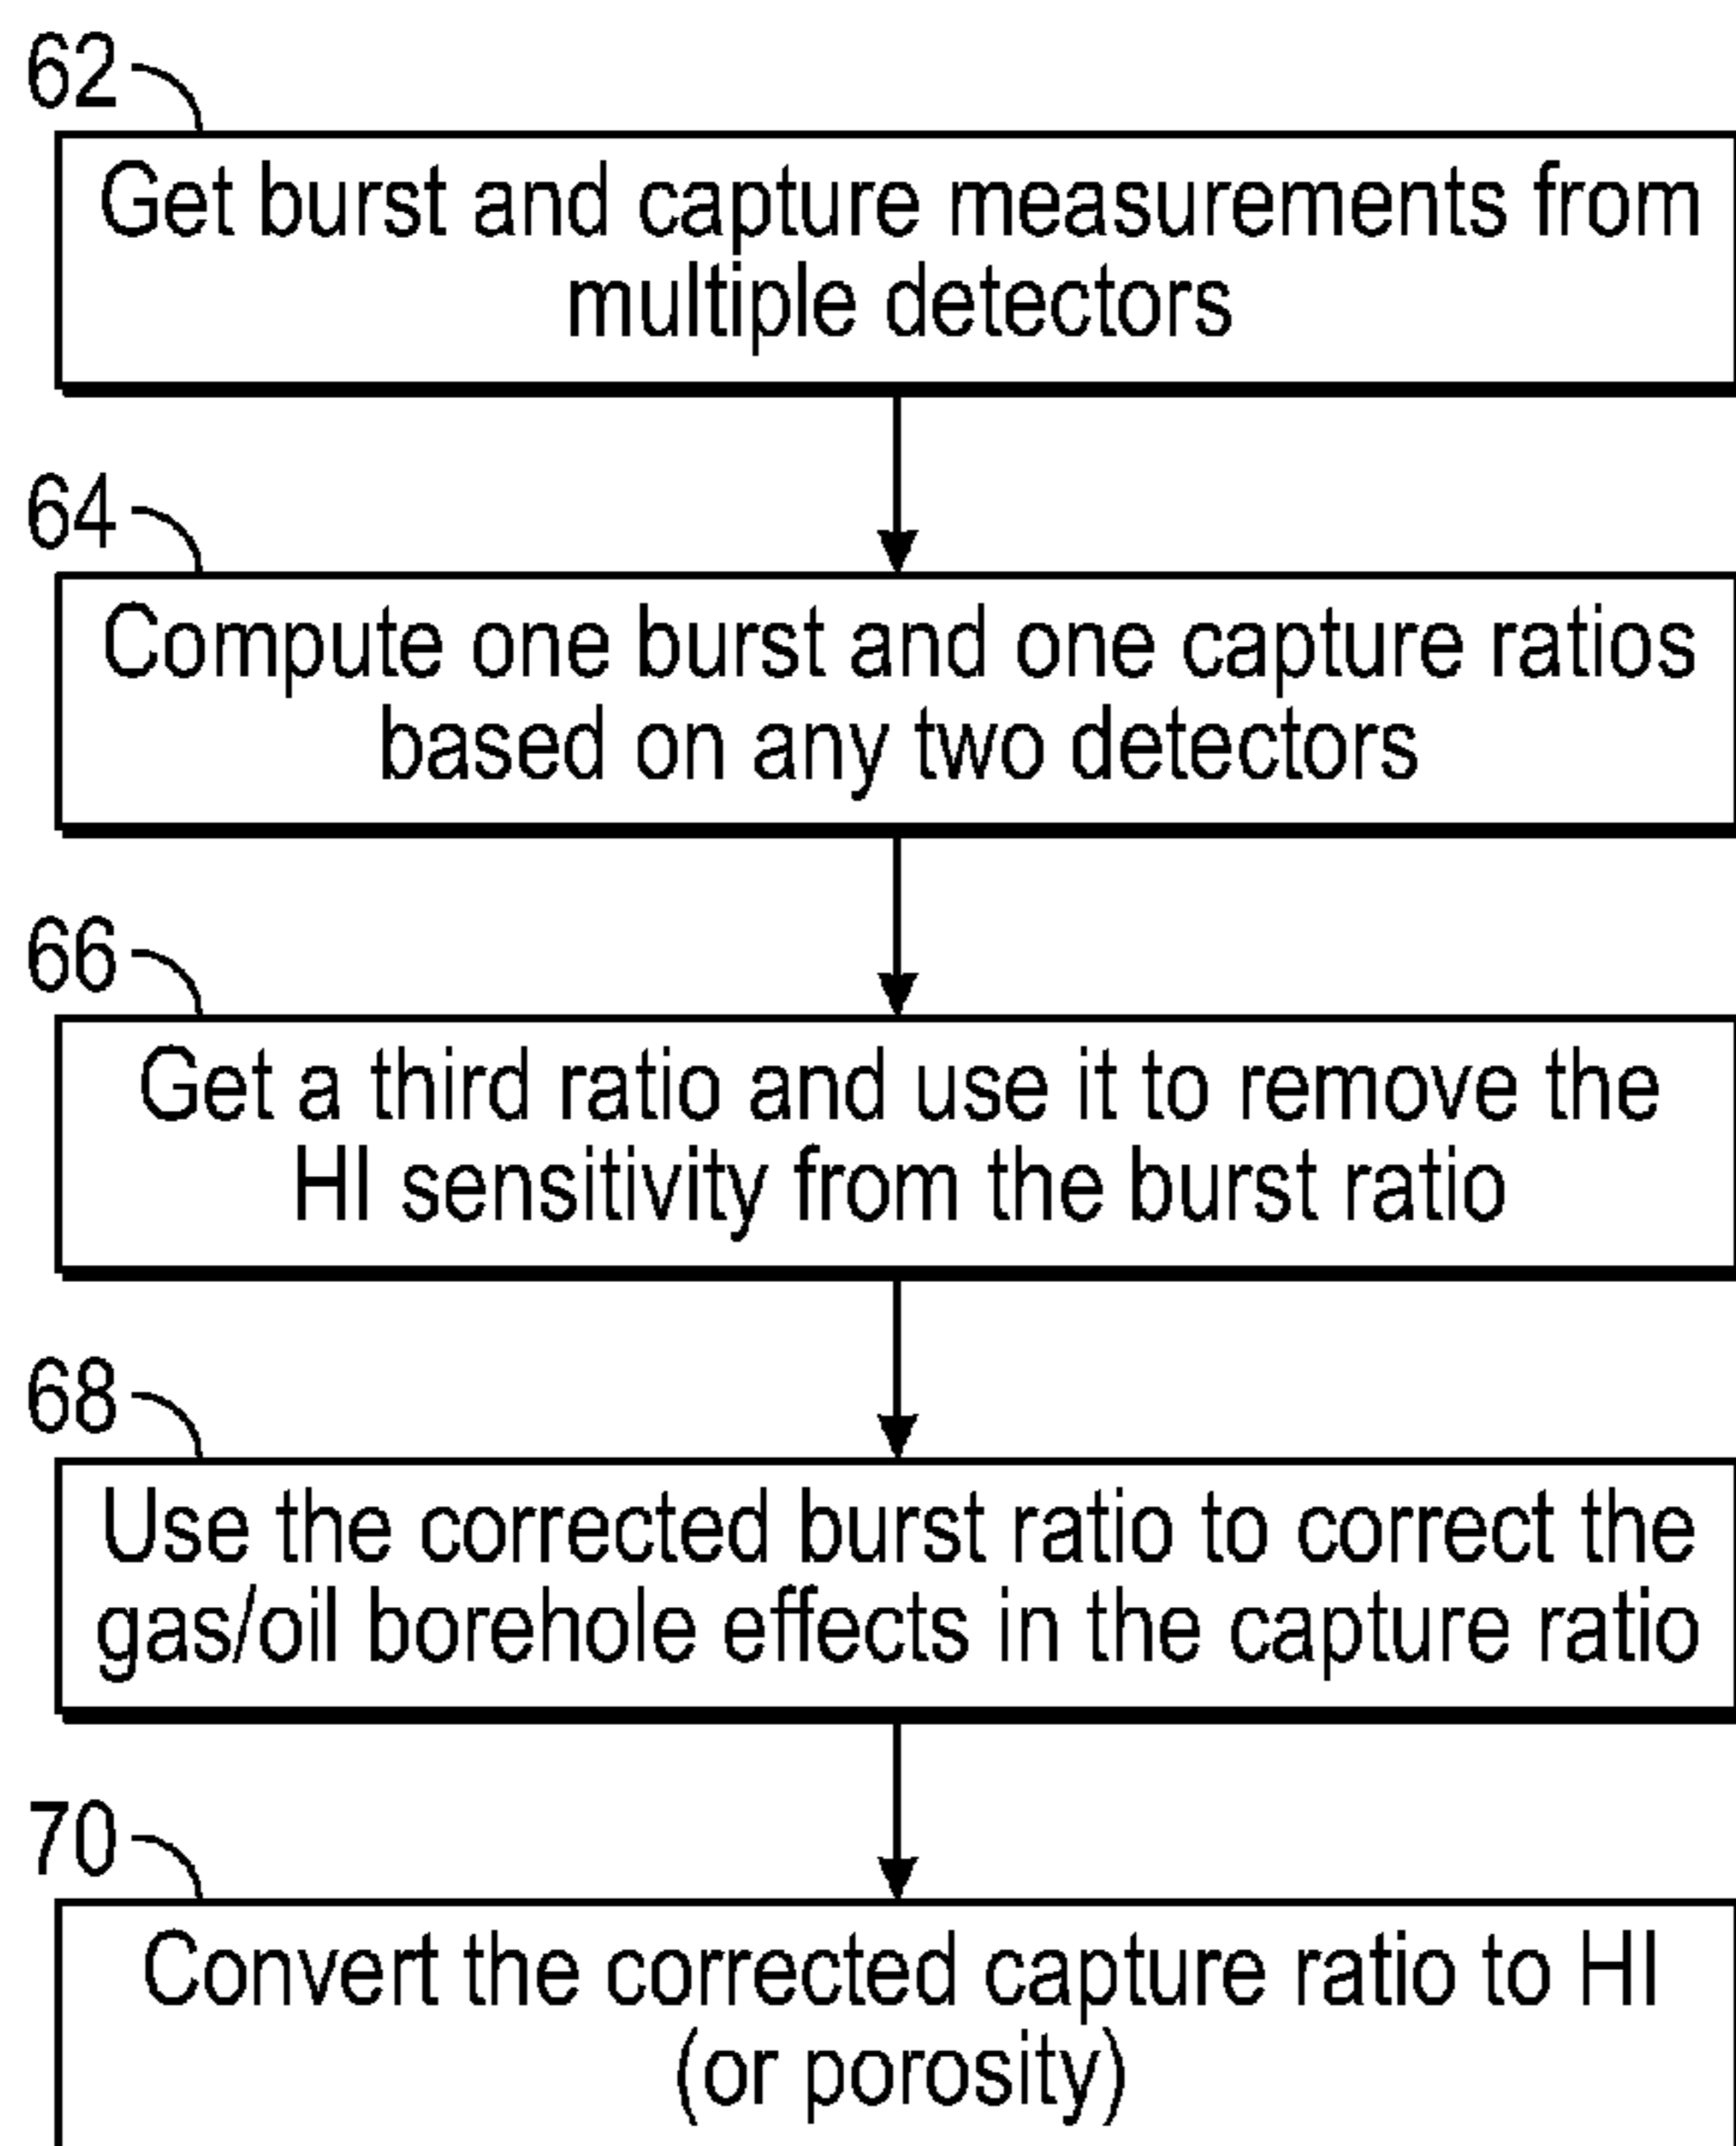 62
Get burst and capture measurements from
multiple detectors
64
Compute one burst and one capture ratios
based on any two detectors
66
Get a third ratio and use it to remove the
HI sensitivity from the burst ratio
68
Use the corrected burst ratio to correct the
gas/oil borehole effects in the capture ratio
70
Convert the corrected capture ratio to HI
(or porosity)